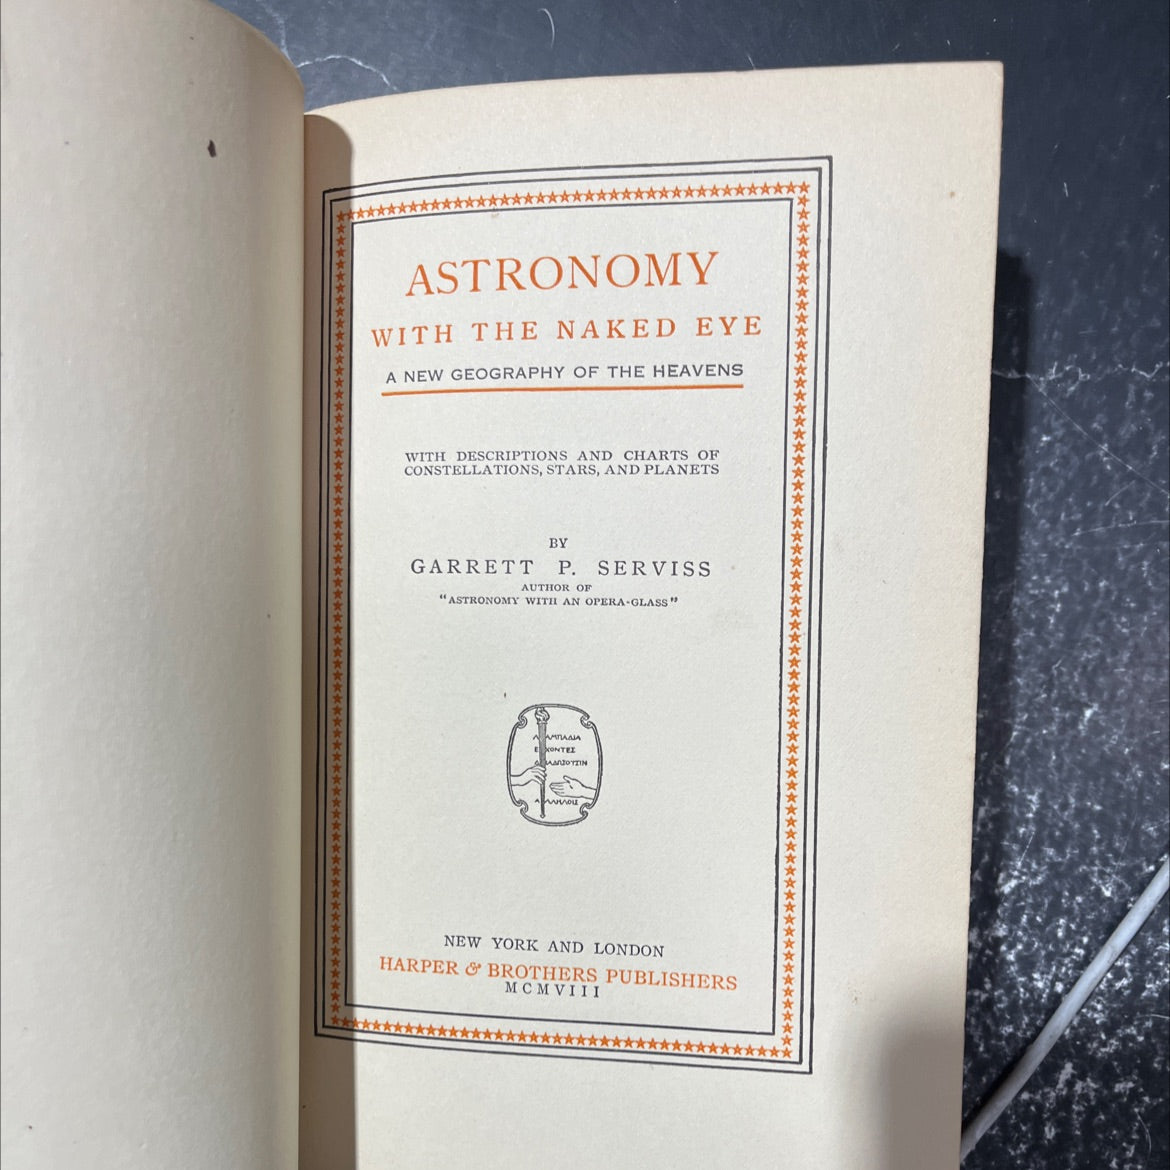 ASTRONOMY
WITH THE NAKED EYE
A NEW GEOGRAPHY OF THE HEAVENS
WITH DESCRIPTIONS AND CHARTS OF
CONSTELLATIONS, STARS, AND PLANETS
BY
GARRETT P. SERVISS
AUTHOR OF
"ASTRONOMY WITH AN OPERA-GLASS"
NEW YORK AND LONDON
HARPER & BROTHERS PUBLISHERS
MCMVIII